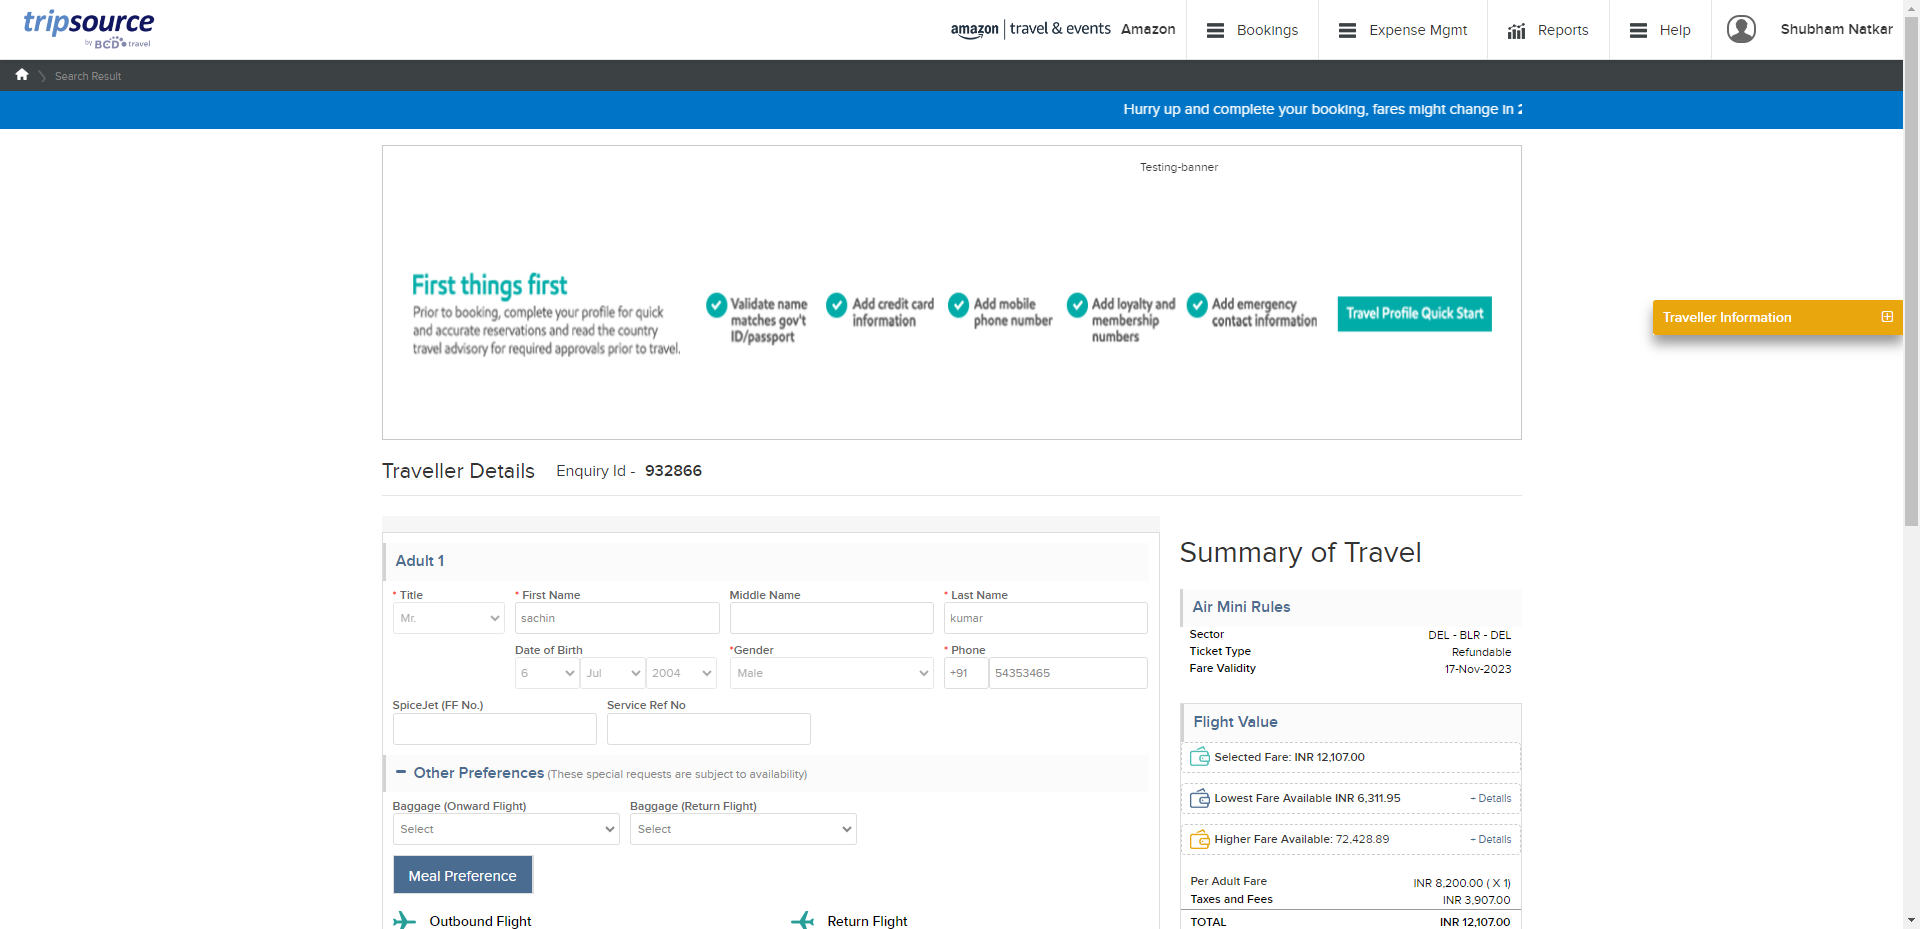 tripsource
by BCD travel
amazon | travel & events Amazon
Bookings
Expense Mgmt
Reports
Help
Shubham Natkar
Search Result
Hurry up and complete your booking, fares might change in
Testing-banner
First things first
Prior to booking, complete your profile for quick
and accurate reservations and read the country
travel advisory for required approvals prior to travel.
Validate name
matches gov't
ID/passport
Add credit card
information
Add mobile
phone number
Add loyalty and
membership
numbers
Add emergency
contact information
Travel Profile Quick Start
Traveller Information
Traveller Details Enquiry Id - 932866
Adult 1
* Title
* First Name
Middle Name
* Last Name
Mr.
sachin
kumar
Date of Birth
*Gender
* Phone
6
Jul
2004
Male
+91
54353465
SpiceJet (FF No.)
Service Ref No
− Other Preferences (These special requests are subject to availability)
Baggage (Onward Flight)
Baggage (Return Flight)
Select
Select
Meal Preference
Outbound Flight
Return Flight
Summary of Travel
Air Mini Rules
Sector DEL - BLR - DEL
Ticket Type Refundable
Fare Validity 17-Nov-2023
Flight Value
Selected Fare: INR 12,107.00
Lowest Fare Available INR 6,311.95 + Details
Higher Fare Available: 72,428.89 + Details
Per Adult Fare INR 8,200.00 ( X 1)
Taxes and Fees INR 3,907.00
TOTAL INR 12,107.00